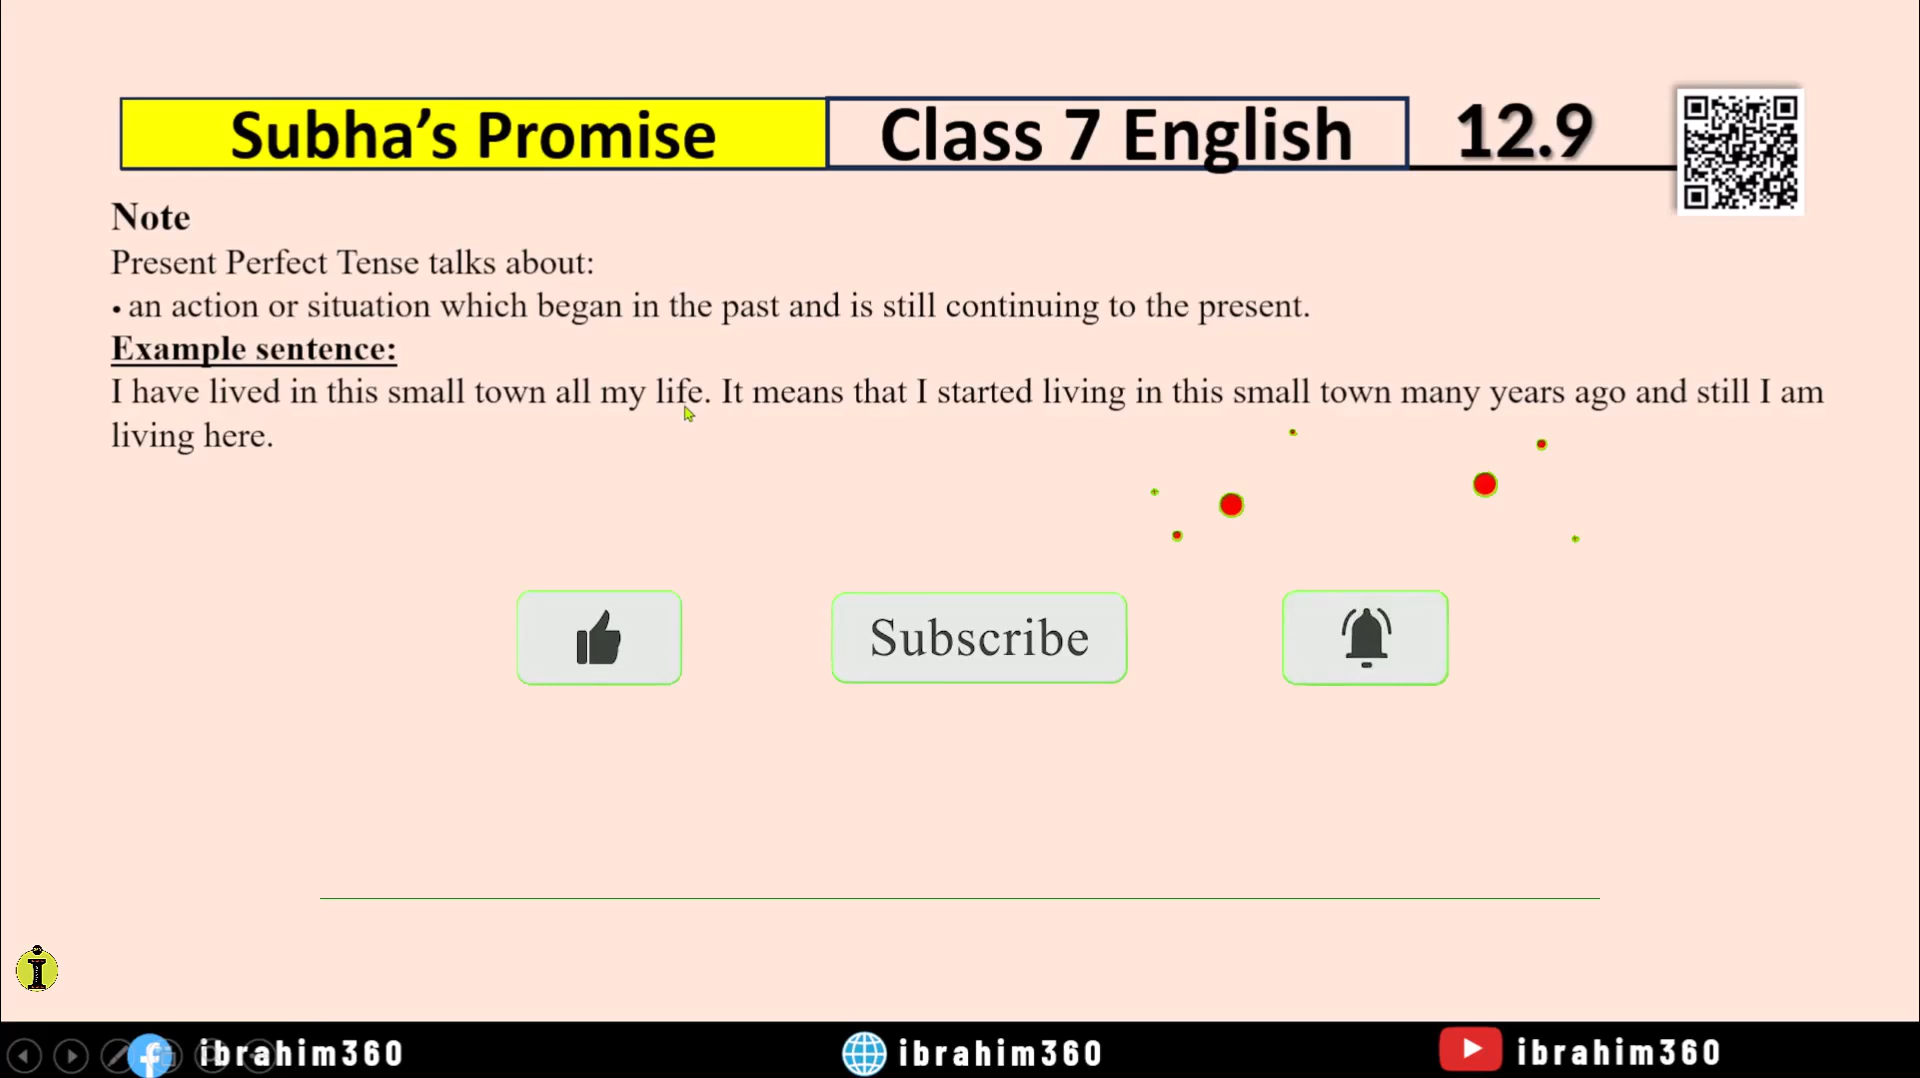 Subha’s Promise Class 7 English 12.9
Note
Present Perfect Tense talks about:
• an action or situation which began in the past and is still continuing to the present.
Example sentence:
I have lived in this small town all my life. It means that I started living in this small town many years ago and still I am
living here.
Subscribe
ibrahim360 ibrahim360 ibrahim360